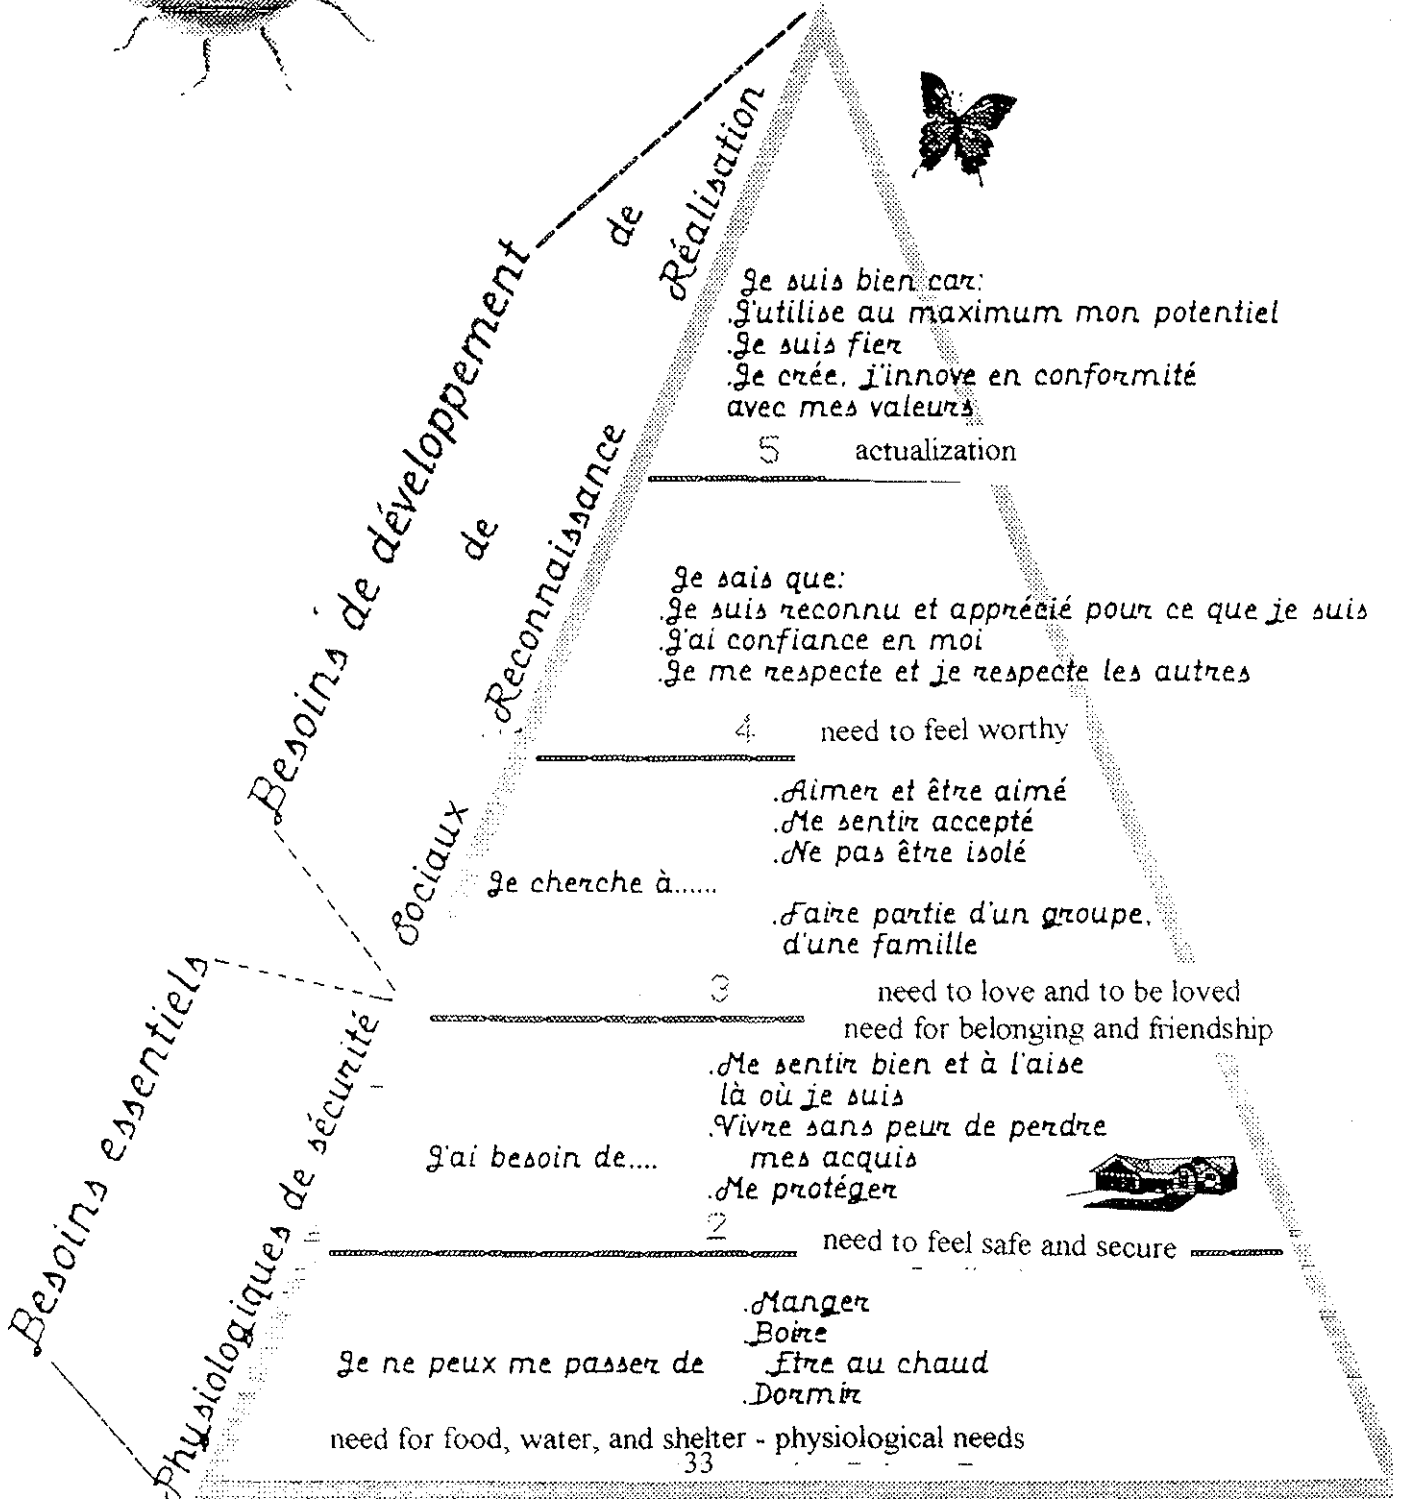 Besoins de développement
de
Réalisation
Je suis bien car:
.J'utilise au maximum mon potentiel
.Je suis fier
.Je crée, j'innove en conformité
avec mes valeurs
5 actualization
de
Reconnaissance
Je sais que:
.Je suis reconnu et apprécié pour ce que je suis
.J'ai confiance en moi
.Je me respecte et je respecte les autres
4 need to feel worthy
Sociaux
.Aimer et être aimé
.Me sentir accepté
.Ne pas être isolé
Je cherche à......
.Faire partie d'un groupe,
d'une famille
3 need to love and to be loved
need for belonging and friendship
Besoins essentiels
Physiologiques de sécurité
.Me sentir bien et à l'aise
là où je suis
.Vivre sans peur de perdre
mes acquis
J'ai besoin de....
.Me protéger
2 need to feel safe and secure
.Manger
.Boire
Je ne peux me passer de Etre au chaud
.Dormir
need for food, water, and shelter - physiological needs
33